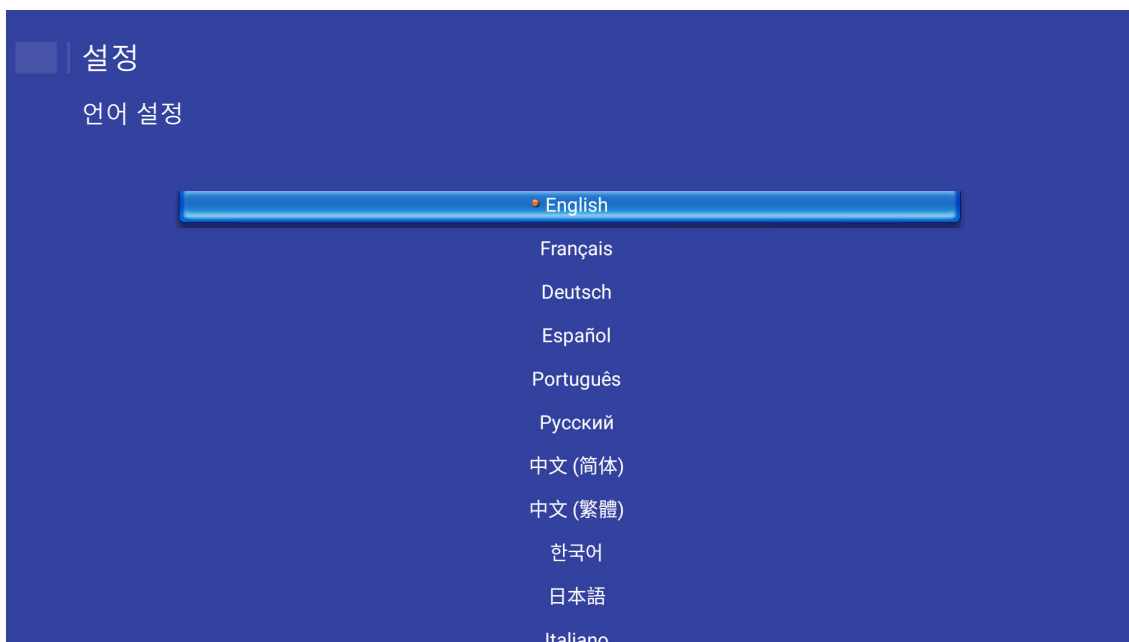 설정
언어 설정
English
Français
Deutsch
Español
Português
Русский
中文 (简体)
中文 (繁體)
한국어
日本語
Italiano